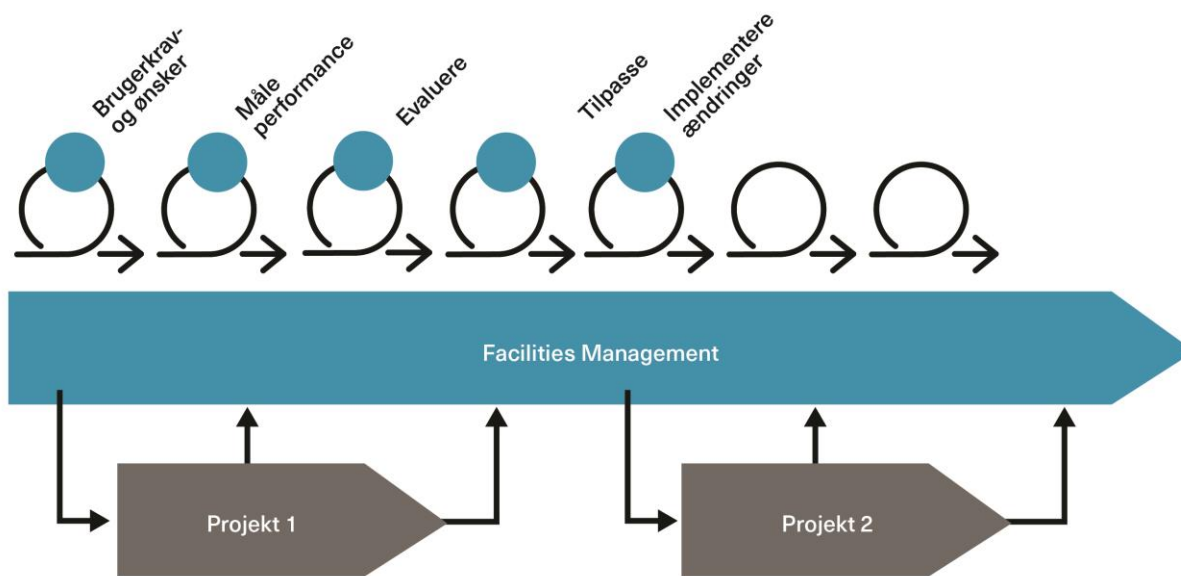 Brugerkrav-
og ønsker
Måle
performance
Evaluere
Tilpasse
Implementere
ændringer
Facilities Management
Projekt 1
Projekt 2